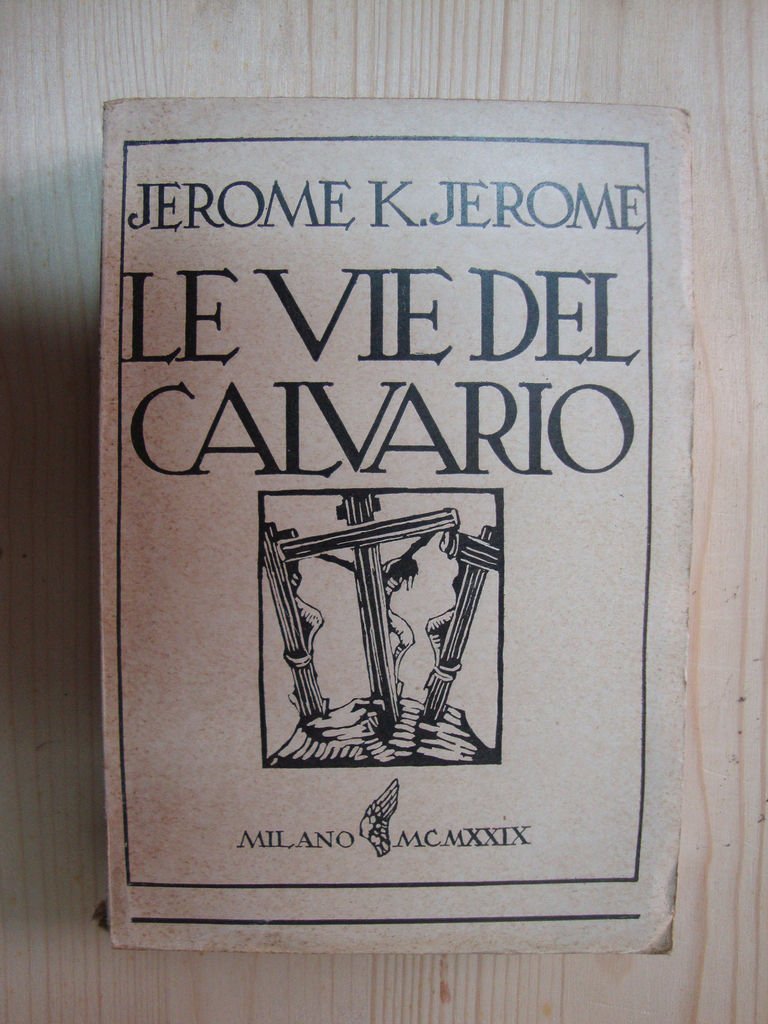 JEROME K. JEROME
LE VIE DEL
CALVARIO
MILANO MCMXXIX